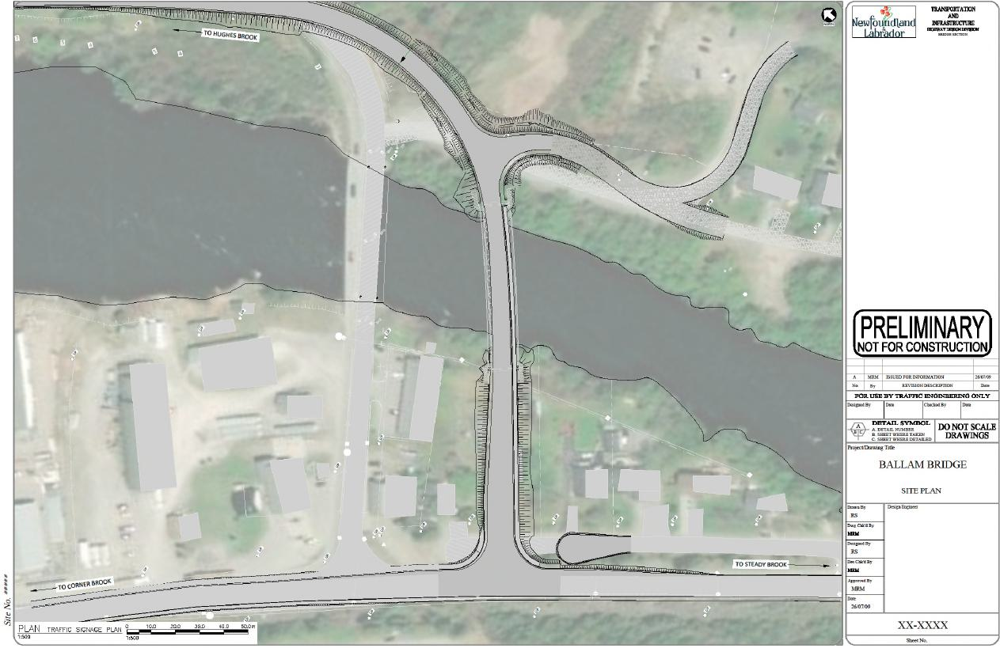 TO HUGHES BROOK
NORTH
TO STEADY BROOK
TO CORNER BROOK
Site No. #####
PLAN TRAFFIC SIGNAGE PLAN
1:500
0 10.0 20.0 30.0 40.0 50.0m
1:500
Newfoundland
Labrador
TRANSPORTATION
AND
INFRASTRUCTURE
HIGHWAY DESIGN DIVISION
BRIDGE SECTION
PRELIMINARY
NOT FOR CONSTRUCTION
A MRM ISSUED FOR INFORMATION 26/07/09
No. By REVISION DESCRIPTION Date
FOR USE BY TRAFFIC ENGINEERING ONLY
Designed By Date Checked By Date
A
B C
DETAIL SYMBOL
A. DETAIL NUMBER
B. SHEET WHERE TAKEN
C. SHEET WHERE DETAILED
DO NOT SCALE
DRAWINGS
Project/Drawing Title
BALLAM BRIDGE
SITE PLAN
Drawn By
RS
Dwg Chk'd By
MRM
Designed By
RS
Des Chk'd By
MRM
Approved By
MRM
Date
26/07/09
Design Engineer
XX-XXXX
Sheet No.